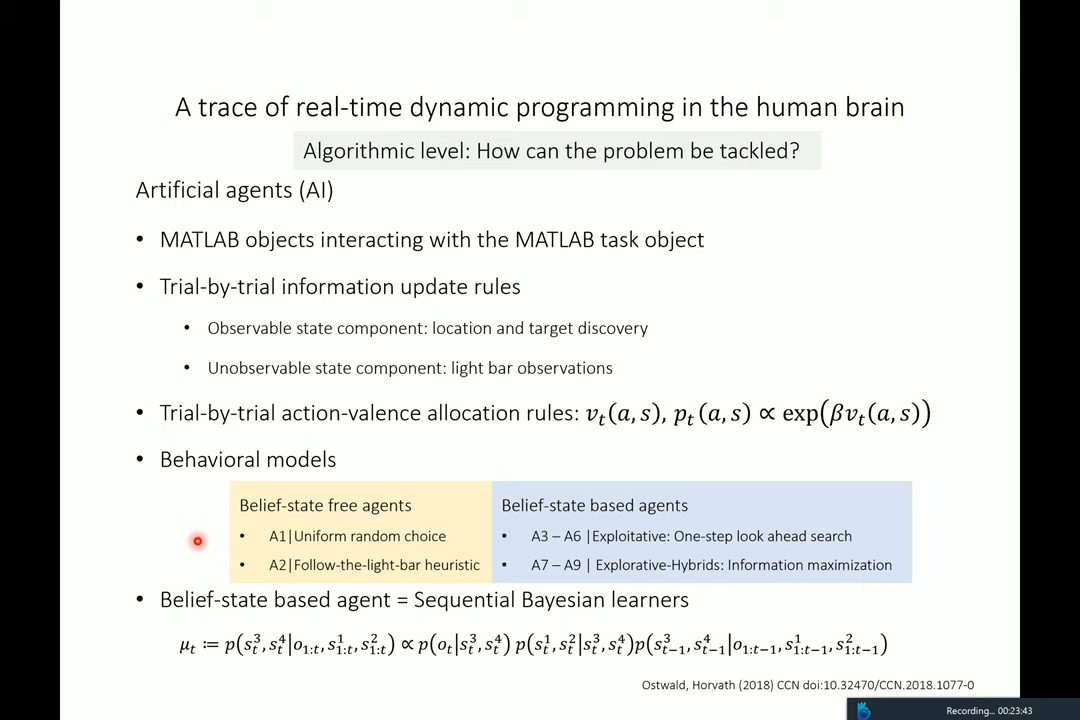 A trace of real-time dynamic programming in the human brain
Algorithmic level: How can the problem be tackled?
Artificial agents (AI)
• MATLAB objects interacting with the MATLAB task object
• Trial-by-trial information update rules
• Observable state component: location and target discovery
• Unobservable state component: light bar observations
• Trial-by-trial action-valence allocation rules: 𝑣ₜ(𝑎, 𝑠), 𝑝ₜ(𝑎, 𝑠) ∝ exp(𝛽𝑣ₜ(𝑎, 𝑠))
• Behavioral models
Belief-state free agents
• A1|Uniform random choice
• A2|Follow-the-light-bar heuristic
Belief-state based agents
• A3 – A6 |Exploitative: One-step look ahead search
• A7 – A9 | Explorative-Hybrids: Information maximization
• Belief-state based agent = Sequential Bayesian learners
μ_t ≔ p(s_t^3, s_t^4|o_{1:t}, s_{1:t}^1, s_{1:t}^2) ∝ p(o_t|s_t^3, s_t^4) p(s_t^1, s_t^2|s_t^3, s_t^4)p(s_{t−1}^3, s_{t−1}^4|o_{1:t−1}, s_{1:t−1}^1, s_{1:t−1}^2)
Ostwald, Horvath (2018) CCN doi:10.32470/CCN.2018.1077-0
Recording... 00:23:43